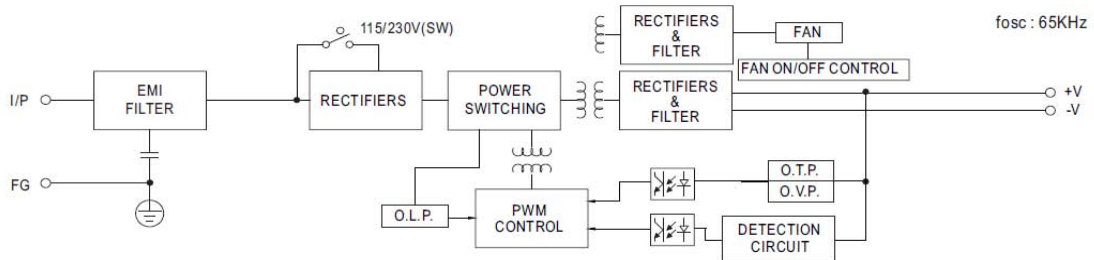 115/230V(SW)
RECTIFIERS
&
FILTER
FAN
fosc : 65KHz
FAN ON/OFF CONTROL
I/P
EMI
FILTER
RECTIFIERS
POWER
SWITCHING
RECTIFIERS
&
FILTER
+V
-V
FG
O.L.P.
PWM
CONTROL
O.T.P.
O.V.P.
DETECTION
CIRCUIT